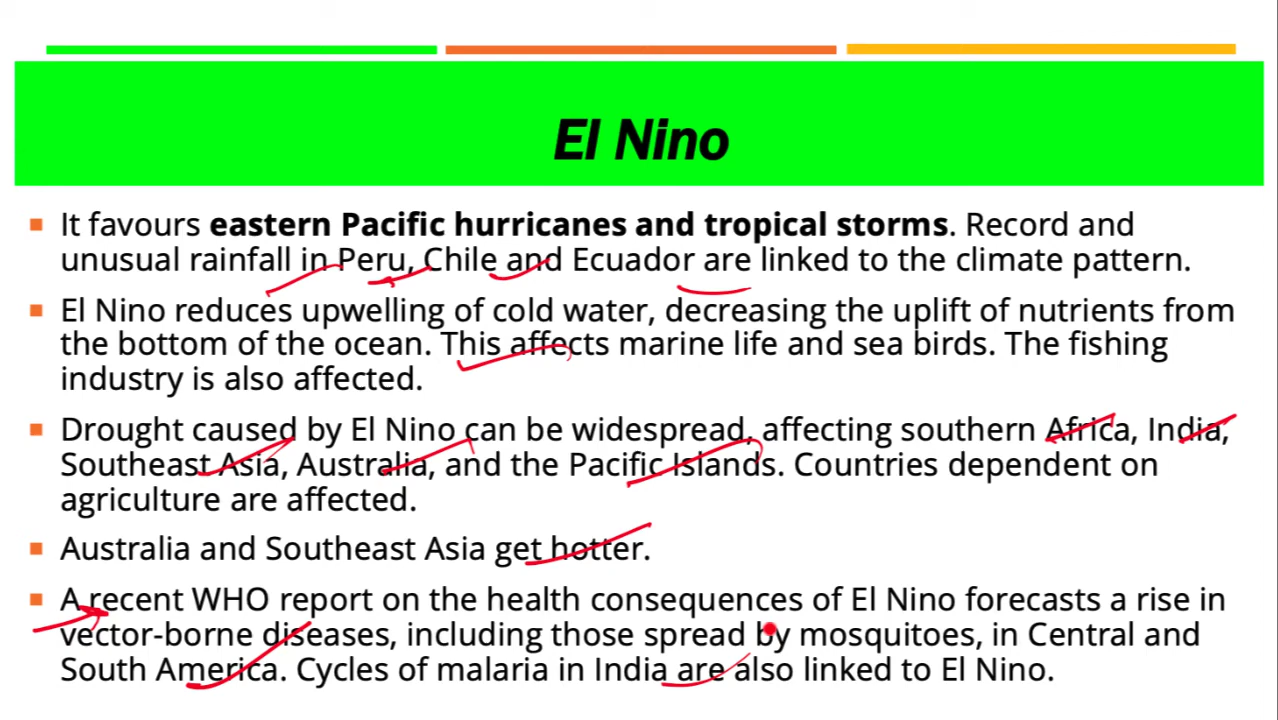 El Nino
It favours eastern Pacific hurricanes and tropical storms. Record and
unusual rainfall in Peru, Chile and Ecuador are linked to the climate pattern.
El Nino reduces upwelling of cold water, decreasing the uplift of nutrients from
the bottom of the ocean. This affects marine life and sea birds. The fishing
industry is also affected.
Drought caused by El Nino can be widespread, affecting southern Africa, India,
Southeast Asia, Australia, and the Pacific Islands. Countries dependent on
agriculture are affected.
Australia and Southeast Asia get hotter.
A recent WHO report on the health consequences of El Nino forecasts a rise in
vector-borne diseases, including those spread by mosquitoes, in Central and
South America. Cycles of malaria in India are also linked to El Nino.